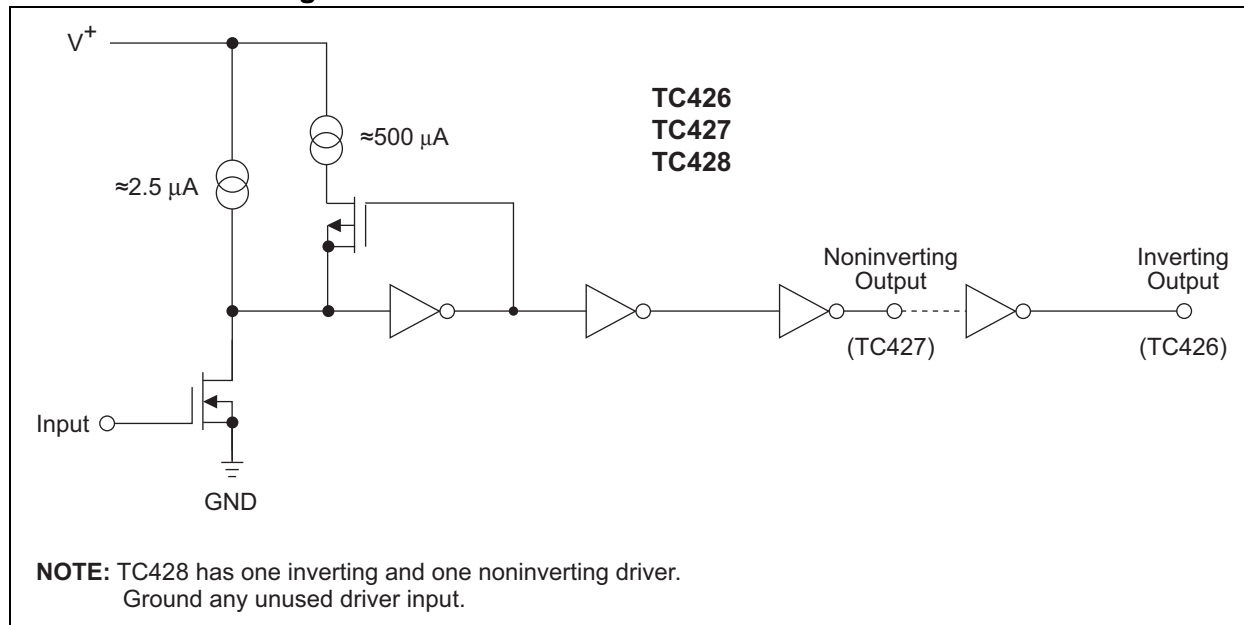 V+
≈500 μA
≈2.5 μA
TC426
TC427
TC428
Noninverting
Output
(TC427)
Inverting
Output
(TC426)
Input
GND
NOTE: TC428 has one inverting and one noninverting driver.
Ground any unused driver input.